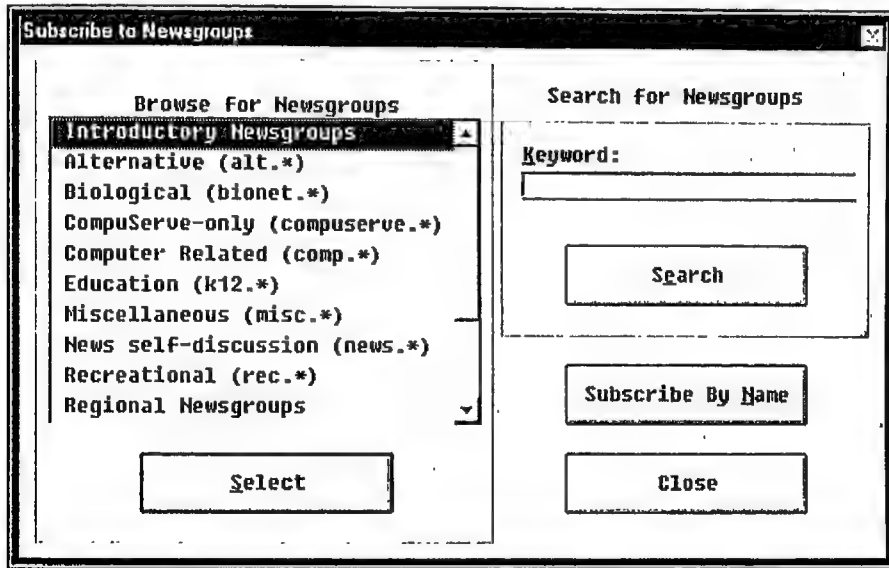 Subscribe to Newsgroups
Browse for Newsgroups
Introductory Newsgroups
Alternative (alt.*)
Biological (bionet.*)
CompuServe-only (compuserve.*)
Computer Related (comp.*)
Education (k12.*)
Miscellaneous (misc.*)
News self-discussion (news.*)
Recreational (rec.*)
Regional Newsgroups
Select
Search for Newsgroups
Keyword:
Search
Subscribe By Name
Close